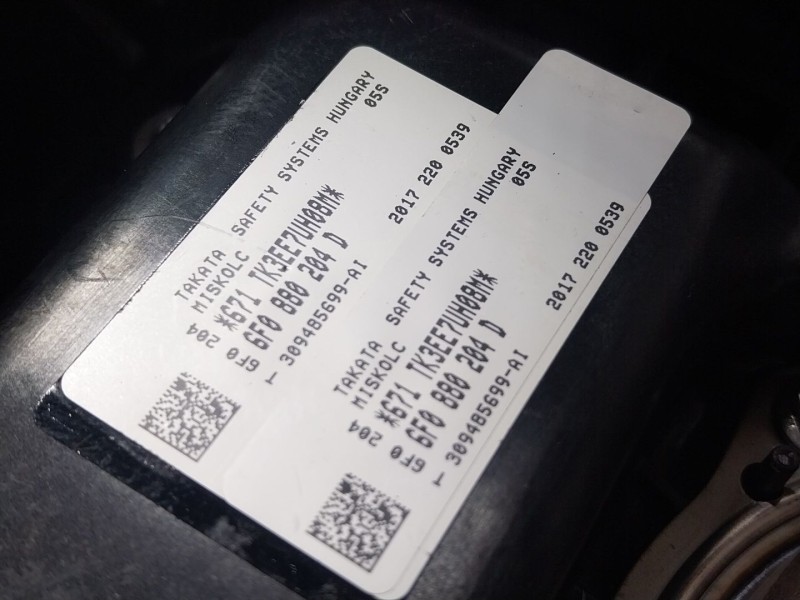 TAKATA SAFETY SYSTEMS HUNGARY
MISKOLC 05S
*671 TK3EE7UH08M*
6F0 880 204 D
2017 220 0539
6F0 204
T 309485699-AI
TAKATA SAFETY SYSTEMS HUNGARY
MISKOLC 05S
*671 TK3EE7UH08M*
6F0 880 204 D
2017 220 0539
6F0 204
T 309485699-AI